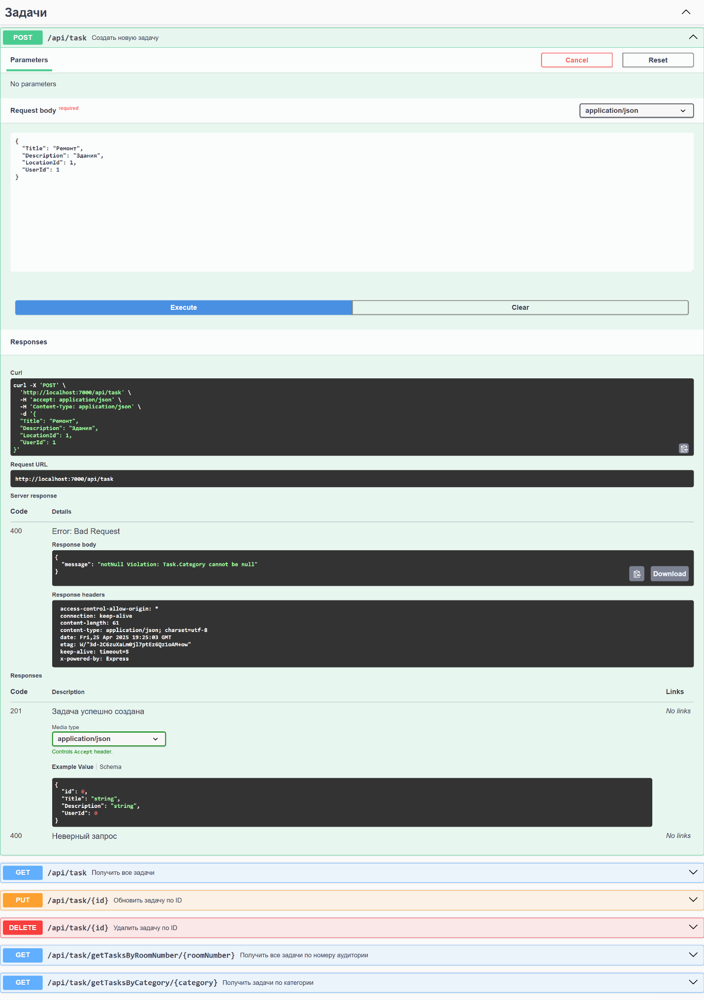 Задачи
POST /api/task Создать новую задачу
Parameters
Cancel
Reset
No parameters
Request body required
application/json
{
"Title": "Ремонт",
"Description": "Здания",
"LocationId": 1,
"UserId": 1
}
Execute
Clear
Responses
Curl
curl -X 'POST' \
'http://localhost:7000/api/task' \
-H 'accept: application/json' \
-H 'Content-Type: application/json' \
-d '{
"Title": "Ремонт",
"Description": "Здания",
"LocationId": 1,
"UserId": 1
}'
Request URL
http://localhost:7000/api/task
Server response
Code Details
400 Error: Bad Request
Response body
{
"message": "notNull Violation: Task.Category cannot be null"
}
Download
Response headers
access-control-allow-origin: *
connection: keep-alive
content-length: 61
content-type: application/json; charset=utf-8
date: Fri,25 Apr 2025 19:25:03 GMT
etag: W/"3d-2C6zuXaLm0jl7ptEz6Qz1oAM+ow"
keep-alive: timeout=5
x-powered-by: Express
Responses
Code Description Links
201 Задача успешно создана No links
Media type
application/json
Controls Accept header.
Example Value Schema
{
"id": 0,
"Title": "string",
"Description": "string",
"UserId": 0
}
400 Неверный запрос No links
GET /api/task Получить все задачи
PUT /api/task/{id} Обновить задачу по ID
DELETE /api/task/{id} Удалить задачу по ID
GET /api/task/getTasksByRoomNumber/{roomNumber} Получить все задачи по номеру аудитории
GET /api/task/getTasksByCategory/{category} Получить задачи по категории